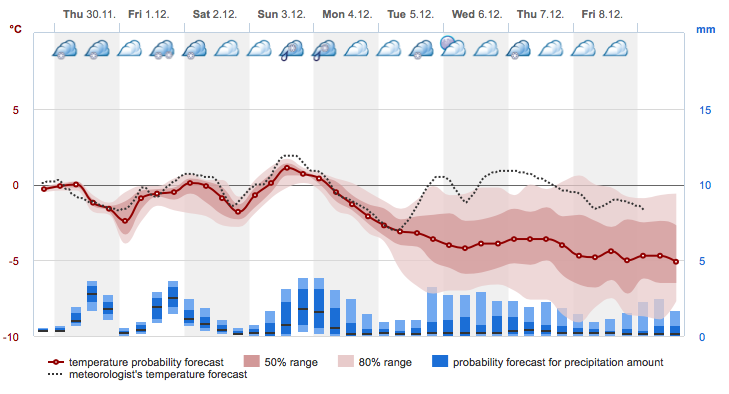 Thu 30.11. Fri 1.12. Sat 2.12. Sun 3.12. Mon 4.12. Tue 5.12. Wed 6.12. Thu 7.12. Fri 8.12.
°C mm
5 15
0 10
-5 5
-10 0
temperature probability forecast 50% range 80% range probability forecast for precipitation amount
meteorologist's temperature forecast